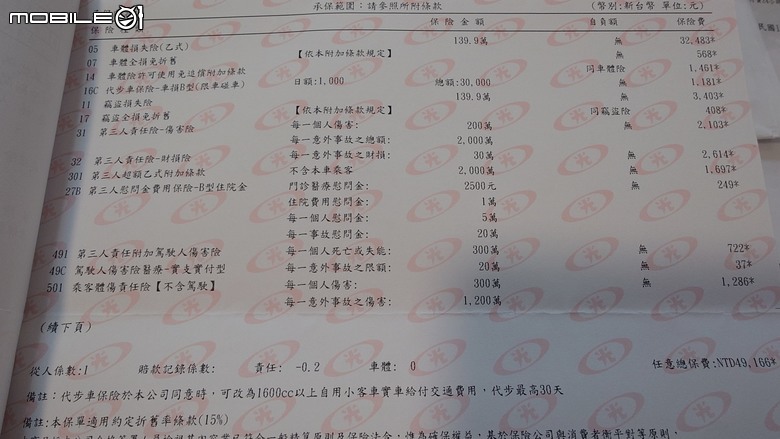 mobile01
承保範圍：請參照所附條款 (幣別：新台幣 單位：元)
保險種類 保險金額 自負額 保險費
05 車體損失險(乙式) 139.9萬 無 32,483*
07 車體全損免折舊 【依本附加條款規定】 無 568*
14 車體險許可使用免追償附加條款 同車體險 1,461*
16C 代步車保險-車損B型(限車碰車) 日額:1,000 總額:30,000 無 1,181*
11 竊盜損失險 139.9萬 3,403*
17 竊盜全損免折舊 【依本附加條款規定】 同竊盜險 408*
31 第三人責任險-傷害險 每一個人傷害: 200萬 無 2,103*
每一意外事故之總額: 2,000萬
32 第三人責任險-財損險 每一意外事故之財損: 30萬 無 2,614*
301 第三人超額乙式附加條款 不含本車乘客 2,000萬 無 1,697*
27B 第三人慰問金費用保險-B型住院金 門診醫療慰問金: 2500元 無 249*
住院費用慰問金: 1萬
每一個人慰問金: 5萬
每一事故慰問金: 20萬
491 第三人責任附加駕駛人傷害險 每一個人死亡或失能: 300萬 無 722*
49C 駕駛人傷害險醫療-實支實付型 每一意外事故之限額: 20萬 無 37*
501 乘客體傷責任險【不含駕駛】 每一個人傷害: 300萬 無 1,286*
每一意外事故之傷害: 1,200萬
(續下頁)
從人係數:1 賠款記錄係數: 責任: -0.2 車體: 0 任意總保費:NTD49,166*
備註：代步車保險於本公司同意時，可改為1600cc以上自用小客車實車給付交通費用，代步最高30天
備註:本保單適用約定折舊率條款(15%)